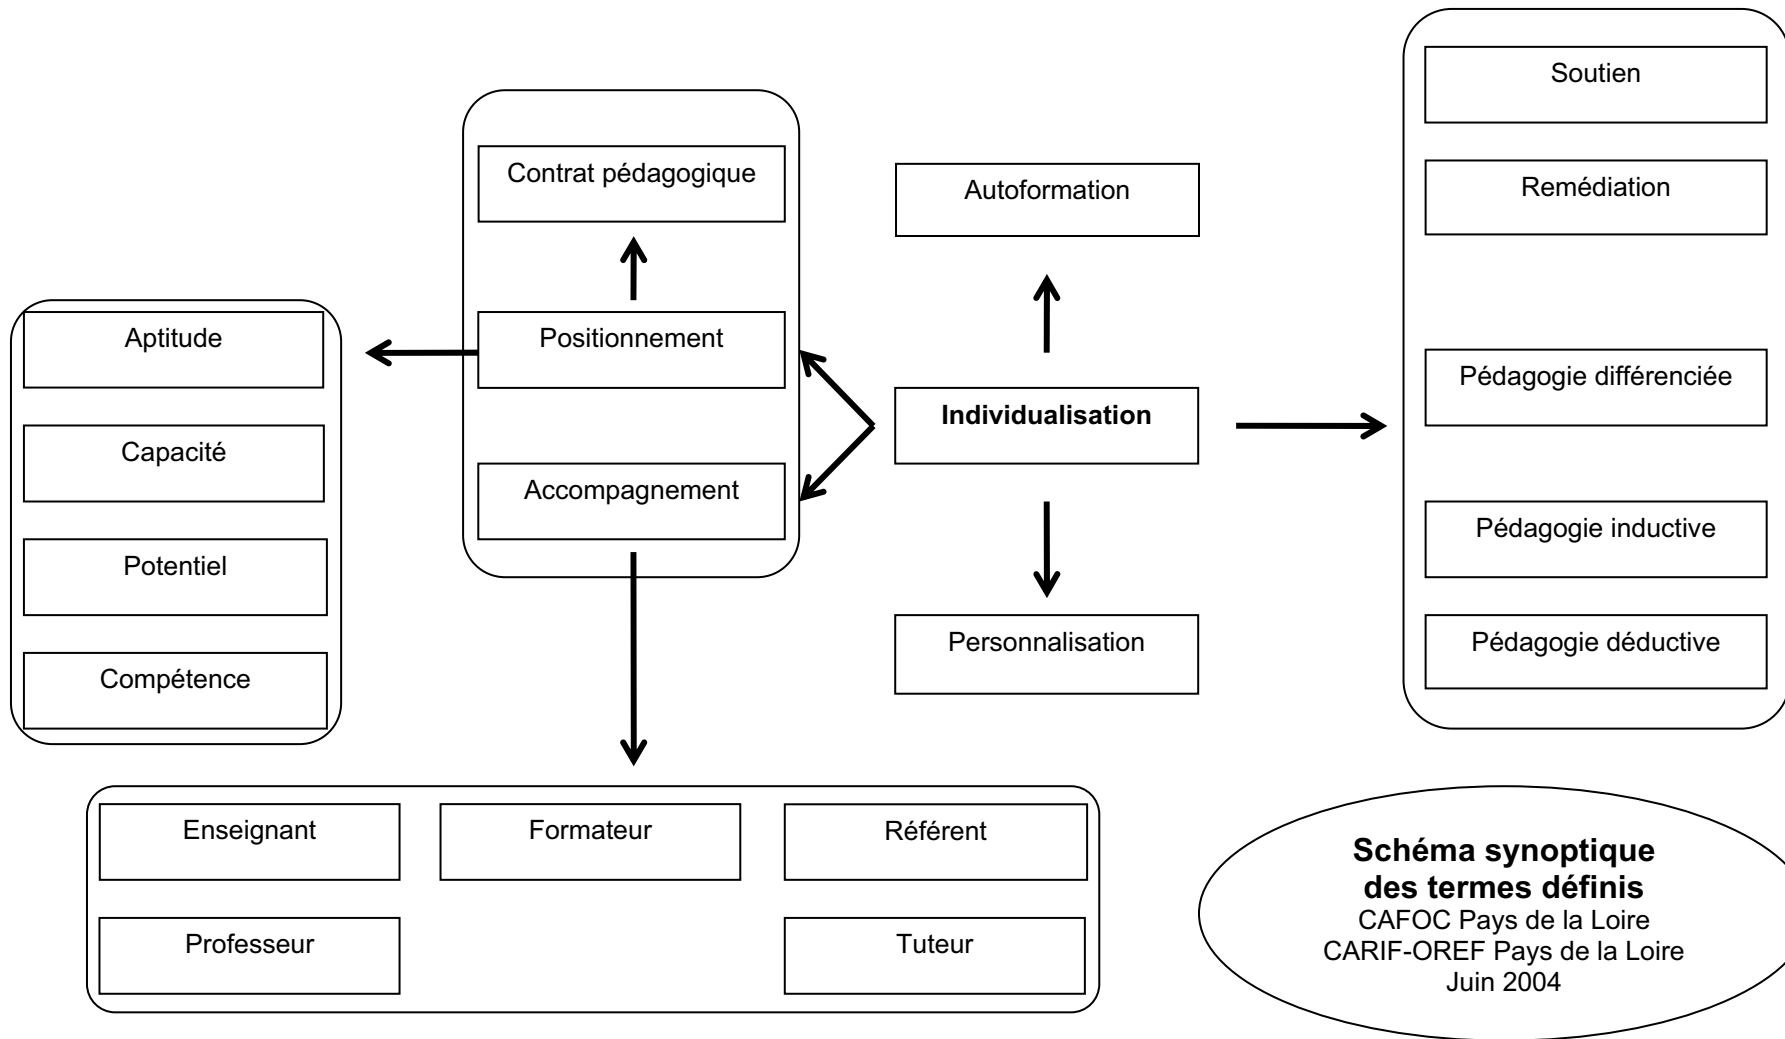 Soutien
Contrat pédagogique
Autoformation
Remédiation
Aptitude
Positionnement
Individualisation
Pédagogie différenciée
Capacité
Accompagnement
Pédagogie inductive
Potentiel
Personnalisation
Pédagogie déductive
Compétence
Enseignant
Formateur
Référent
Professeur
Tuteur
Schéma synoptique
des termes définis
CAFOC Pays de la Loire
CARIF-OREF Pays de la Loire
Juin 2004